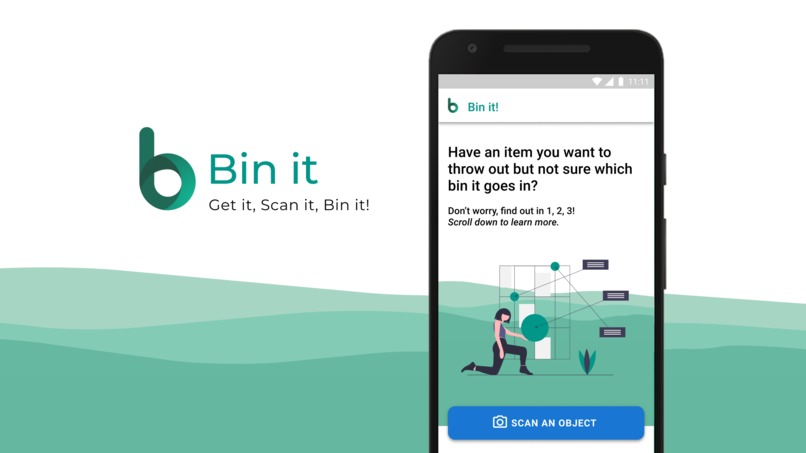 Bin it
Get it, Scan it, Bin it!
11:11
Bin it!
Have an item you want to
throw out but not sure which
bin it goes in?
Don't worry, find out in 1, 2, 3!
Scroll down to learn more.
SCAN AN OBJECT